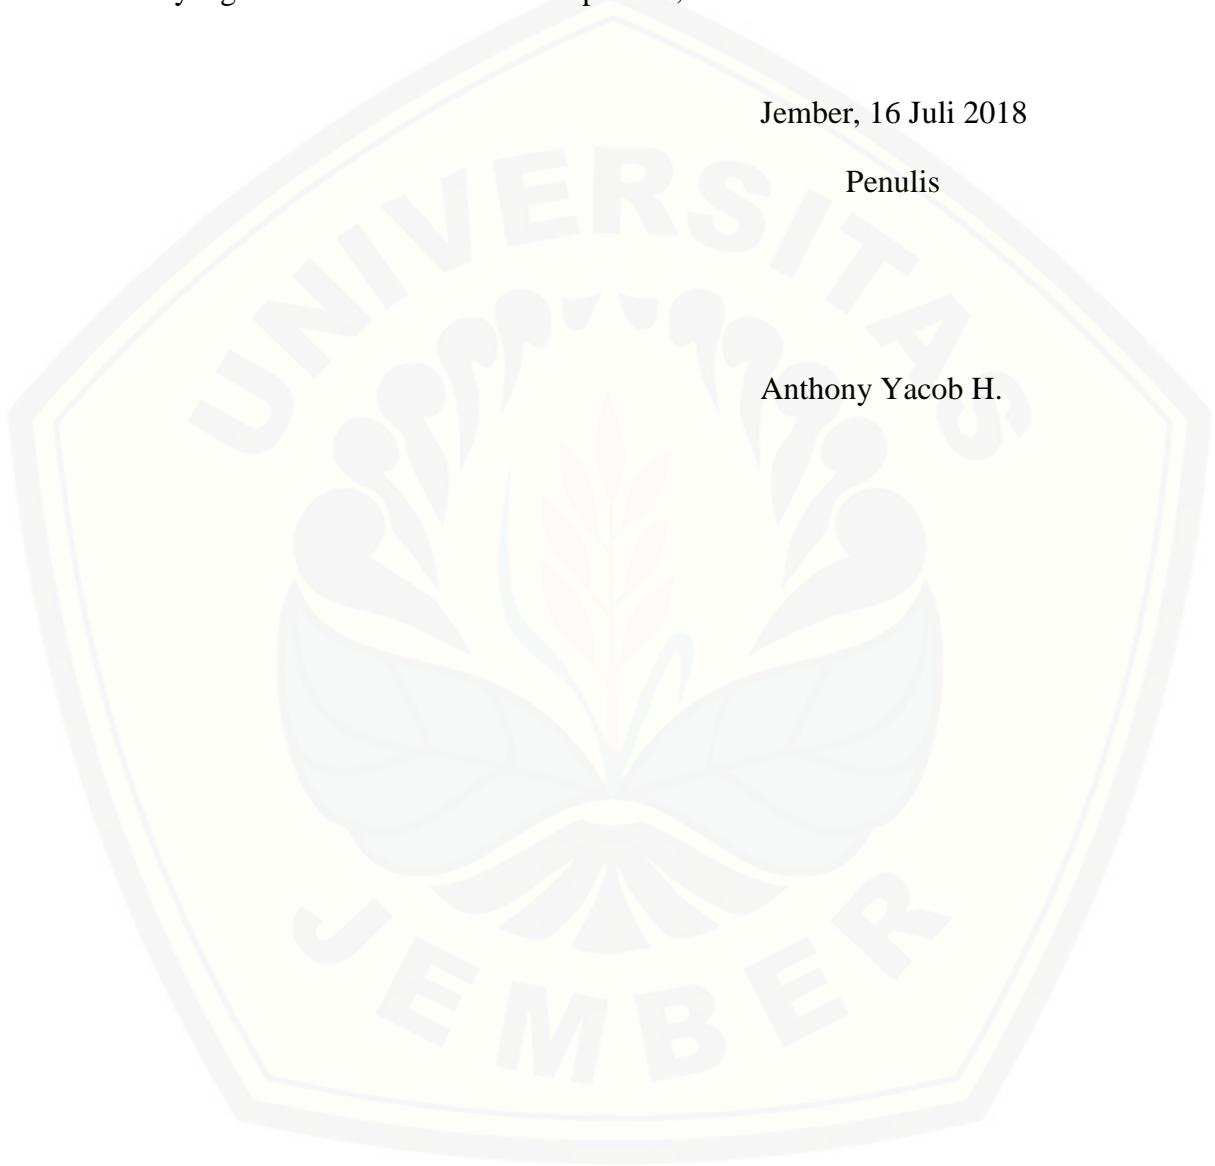 Jember, 16 Juli 2018
Penulis
Anthony Yacob H.
UNIVERSITAS
JEMBER